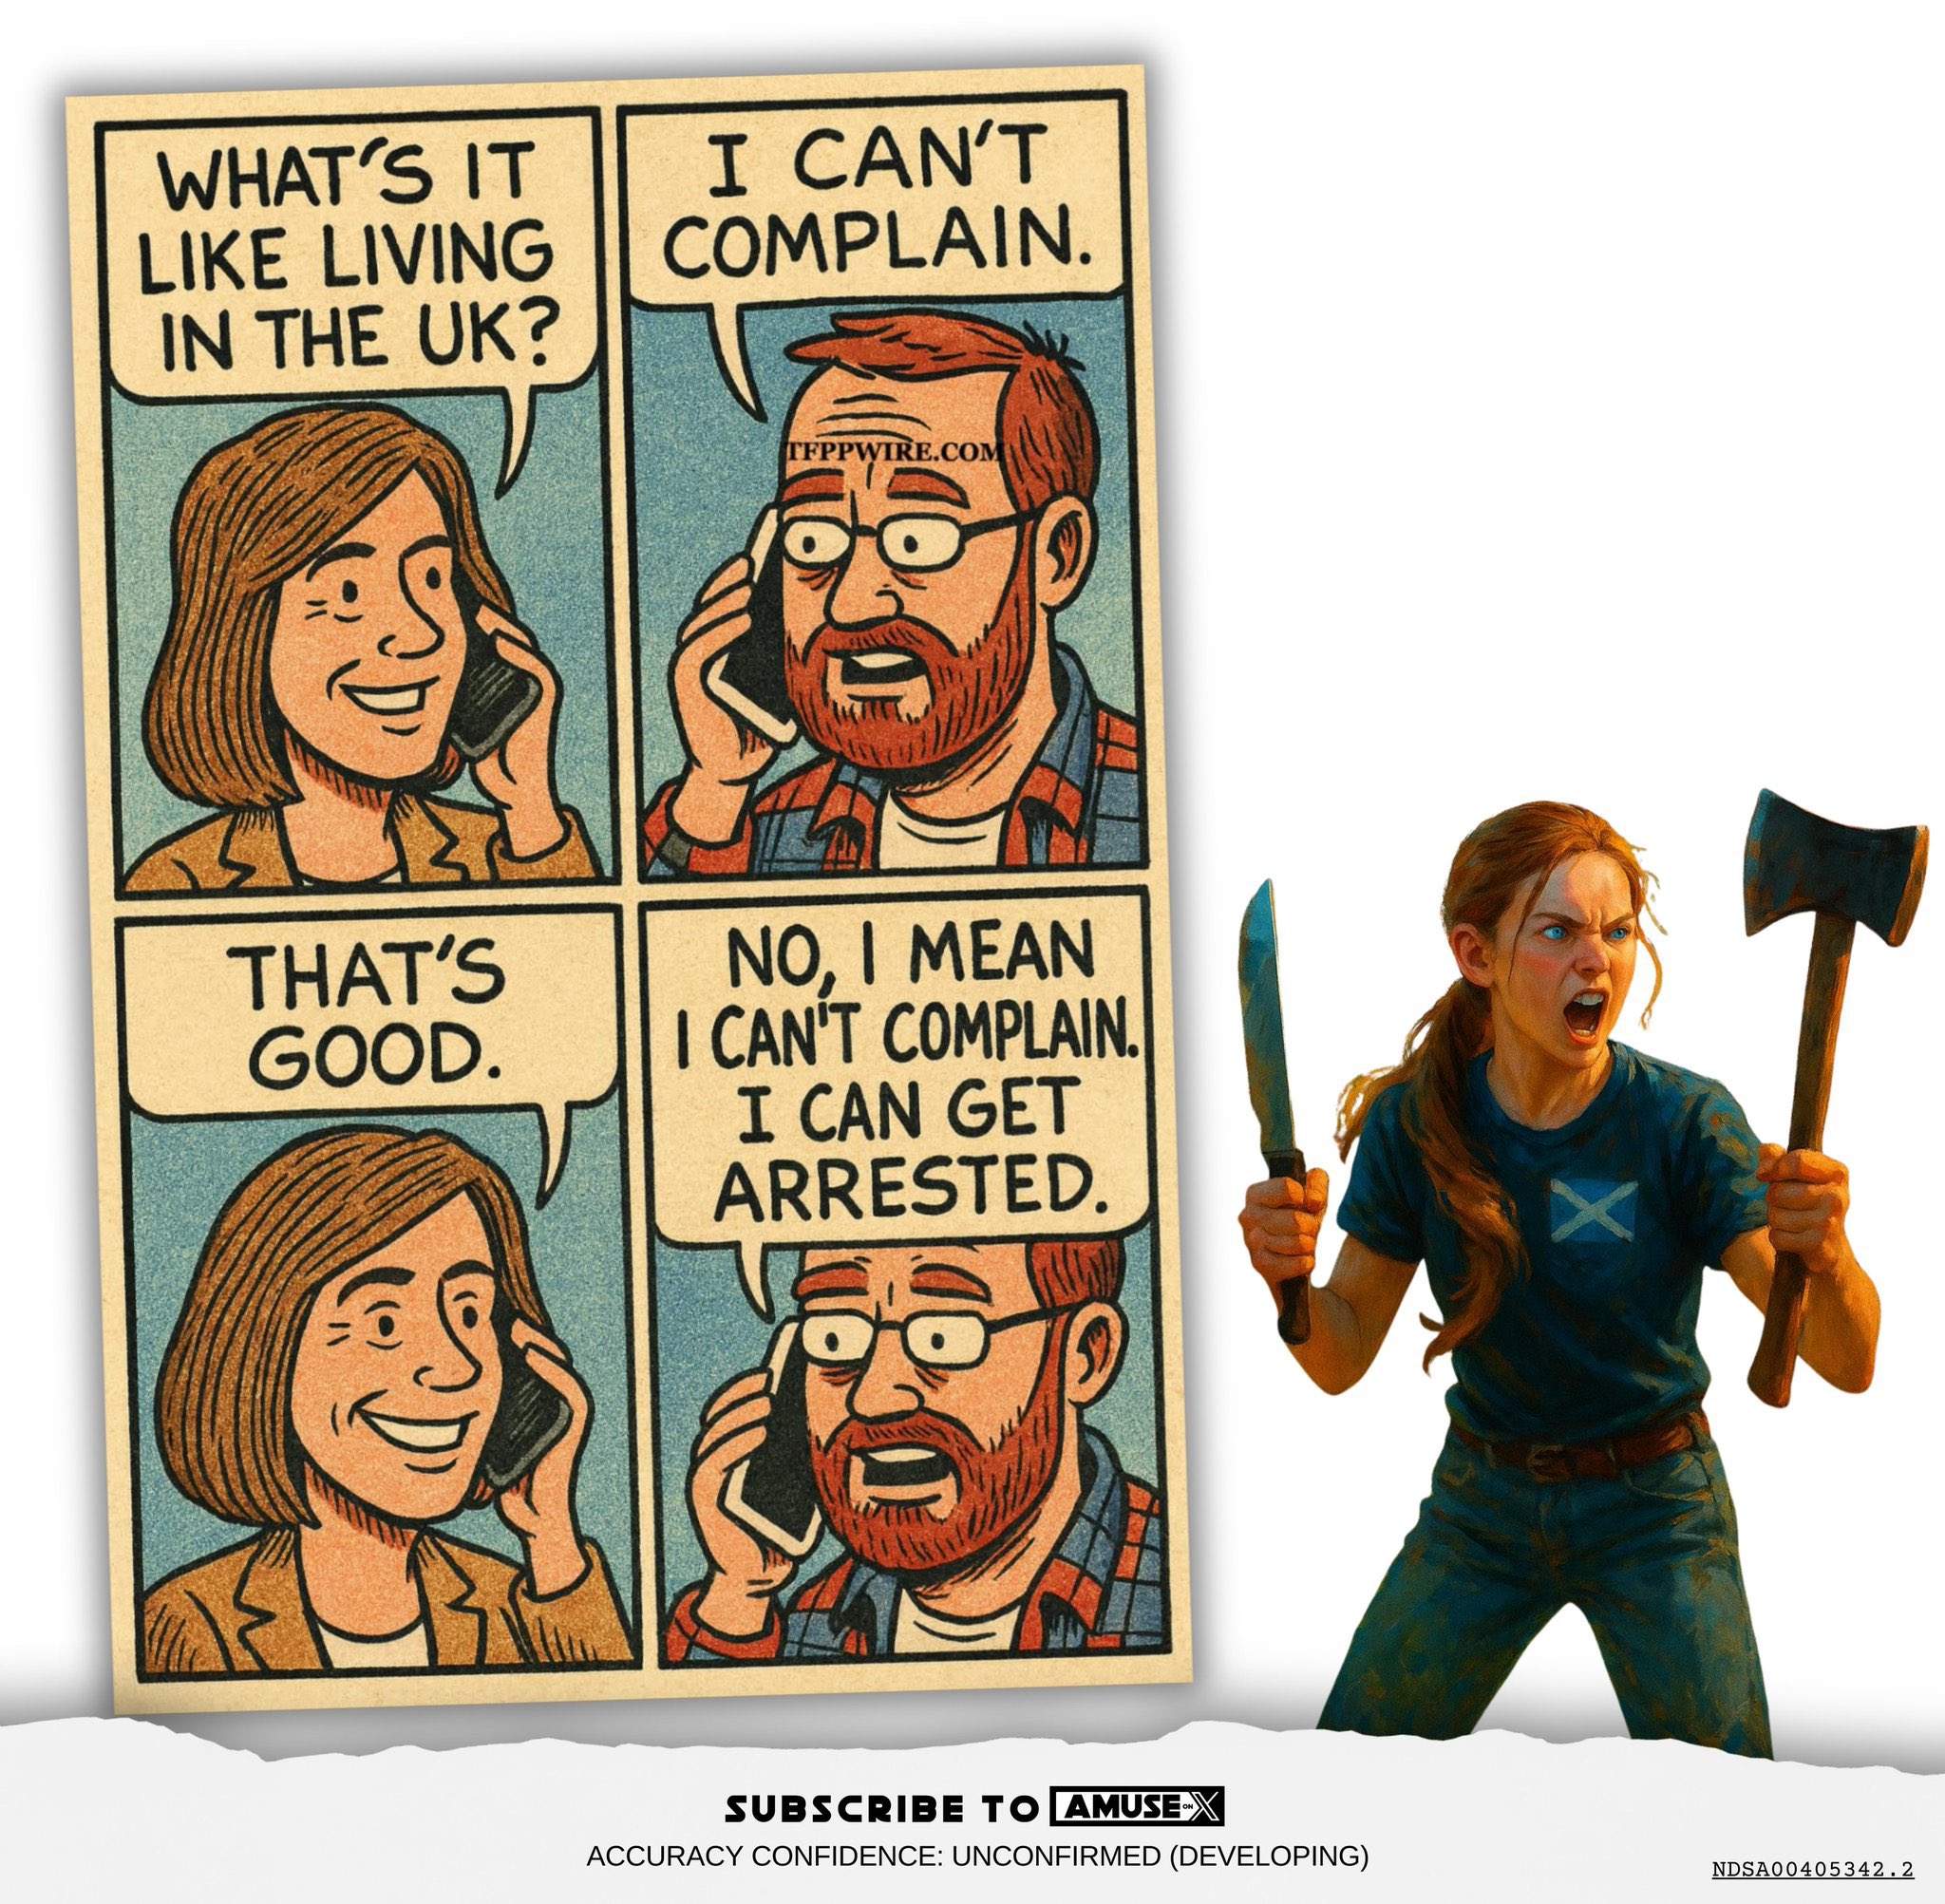 WHAT'S IT
LIKE LIVING
IN THE UK?
I CAN'T
COMPLAIN.
TFPPWIRE.COM
THAT'S
GOOD.
NO, I MEAN
I CAN'T COMPLAIN.
I CAN GET
ARRESTED.
SUBSCRIBE TO AMUSE ON X
ACCURACY CONFIDENCE: UNCONFIRMED (DEVELOPING)
NDSA00405342.2